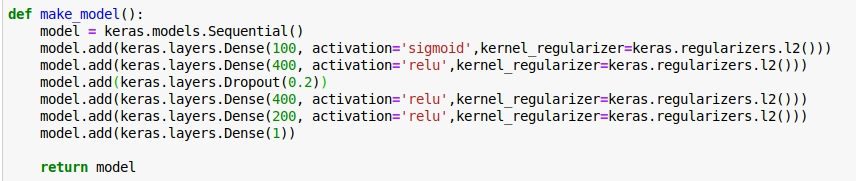 def make_model():
    model = keras.models.Sequential()
    model.add(keras.layers.Dense(100, activation='sigmoid',kernel_regularizer=keras.regularizers.l2()))
    model.add(keras.layers.Dense(400, activation='relu',kernel_regularizer=keras.regularizers.l2()))
    model.add(keras.layers.Dropout(0.2))
    model.add(keras.layers.Dense(400, activation='relu',kernel_regularizer=keras.regularizers.l2()))
    model.add(keras.layers.Dense(200, activation='relu',kernel_regularizer=keras.regularizers.l2()))
    model.add(keras.layers.Dense(1))

    return model